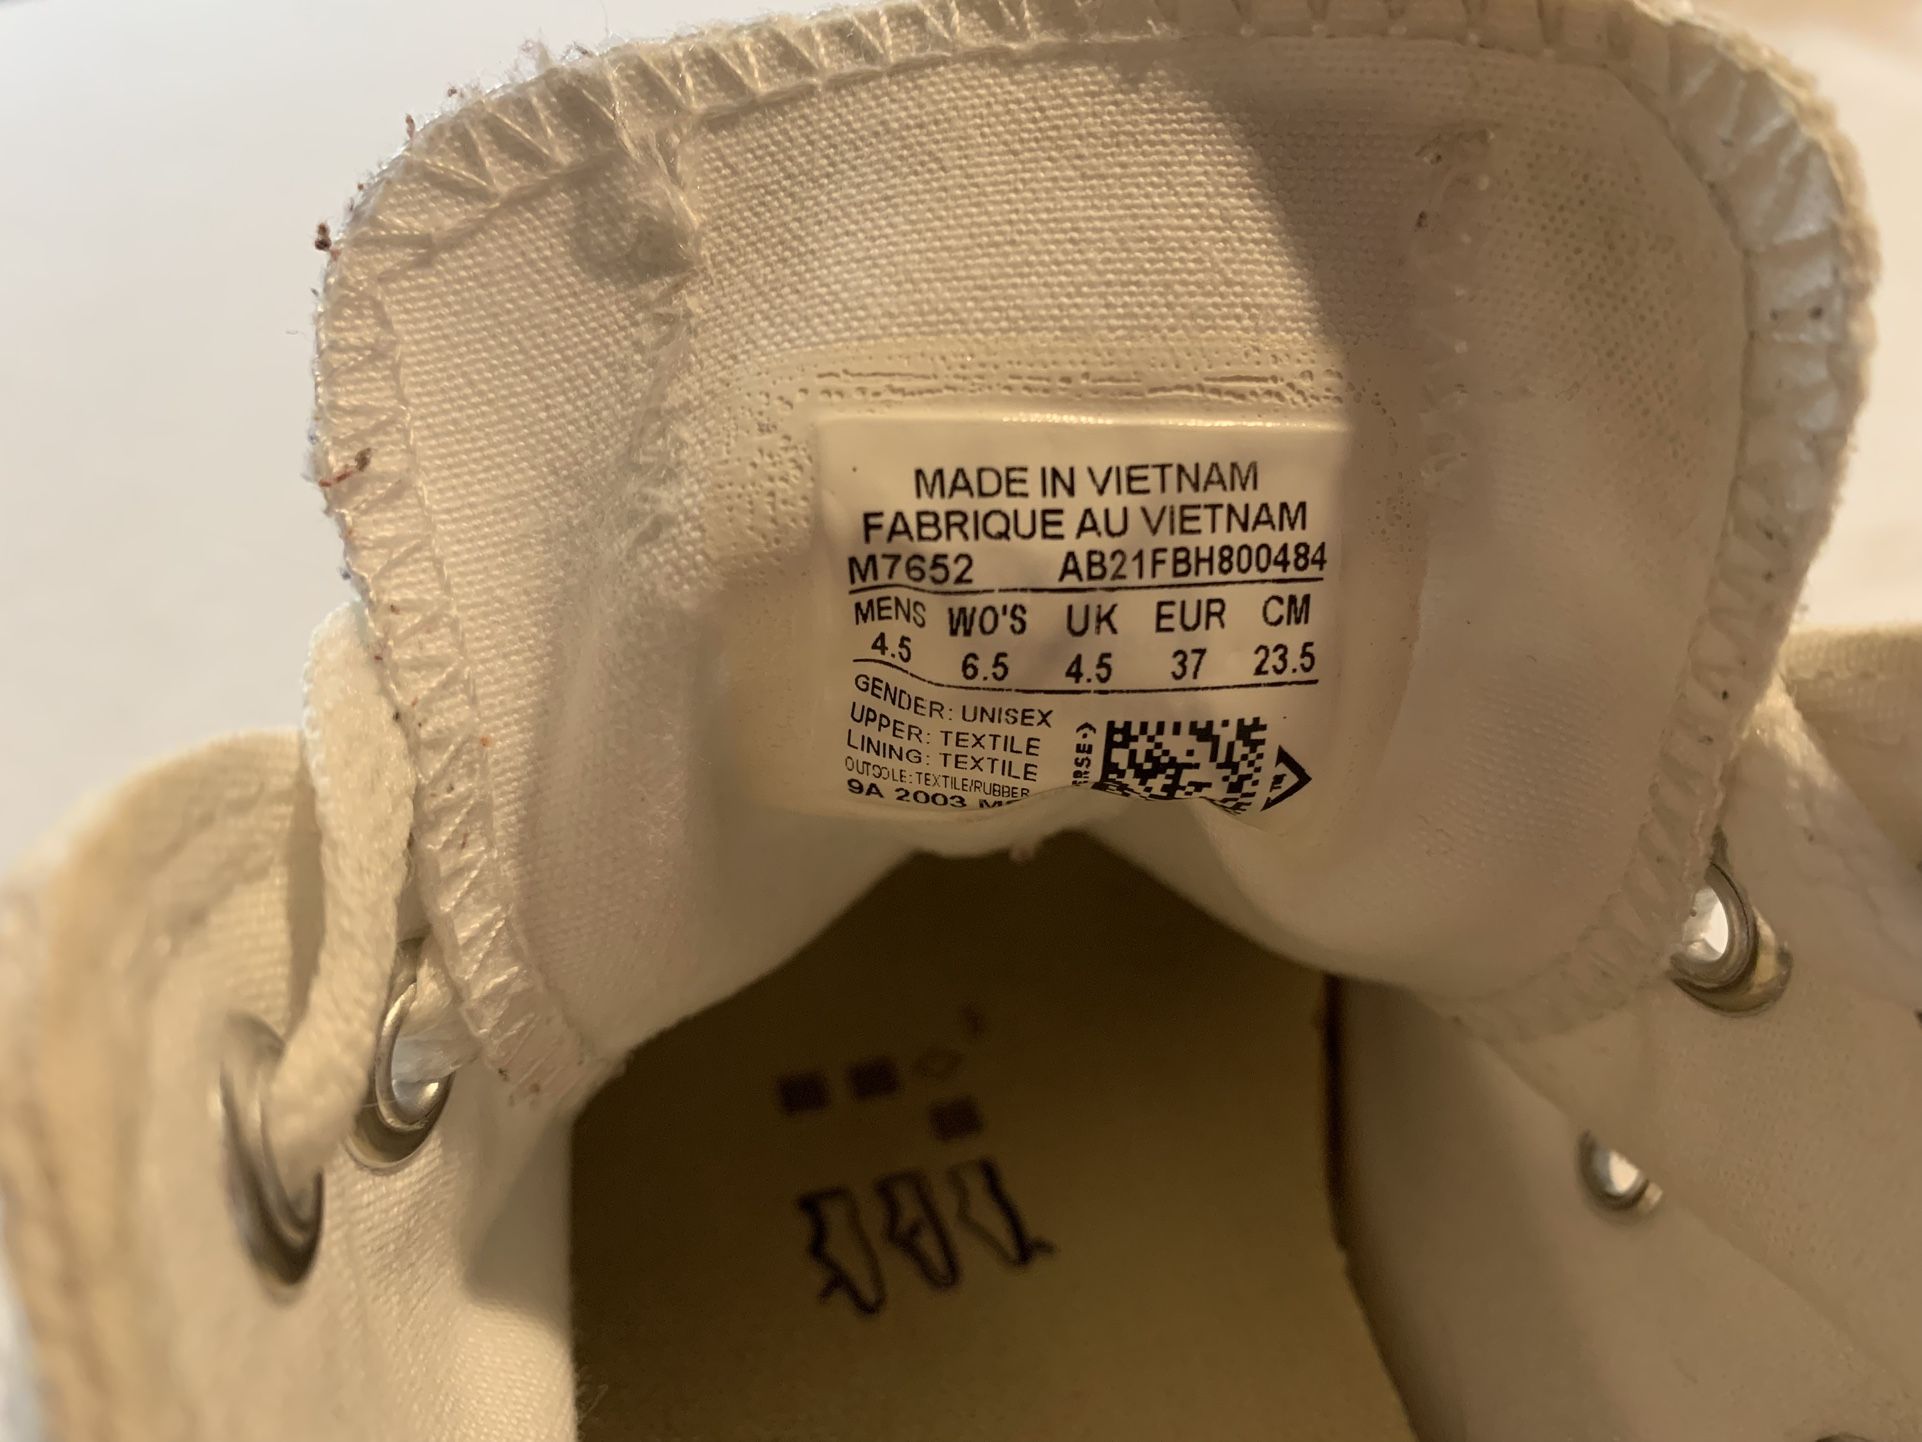 MADE IN VIETNAM
FABRIQUE AU VIETNAM
M7652 AB21FBH800484
MENS WO'S UK EUR CM
4.5 6.5 4.5 37 23.5
GENDER: UNISEX
UPPER: TEXTILE
LINING: TEXTILE
OUTSOLE: TEXTILE/RUBBER
9A 2003